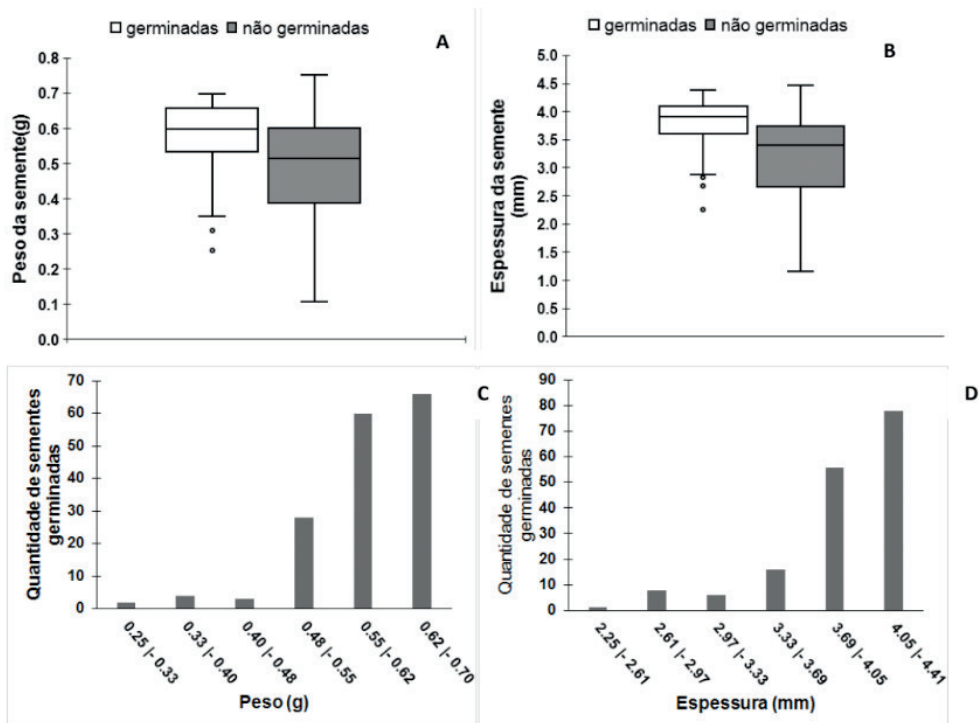 germinadas não germinadas
A
Peso da semente(g)
0.8
0.7
0.6
0.5
0.4
0.3
0.2
0.1
0.0
germinadas não germinadas
B
Espessura da semente
(mm)
5.0
4.5
4.0
3.5
3.0
2.5
2.0
1.5
1.0
0.5
0.0
C
Quantidade de sementes
germinadas
70
60
50
40
30
20
10
0
0.25 |- 0.33
0.33 |- 0.40
0.40 |- 0.48
0.48 |- 0.55
0.55 |- 0.62
0.62 |- 0.70
Peso (g)
D
Quantidade de sementes
germinadas
90
80
70
60
50
40
30
20
10
0
2.25 |- 2.61
2.61 |- 2.97
2.97 |- 3.33
3.33 |- 3.69
3.69 |- 4.05
4.05 |- 4.41
Espessura (mm)